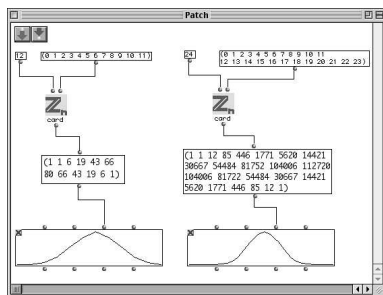 Patch
12
(0 1 2 3 4 5 6 7 8 9 10 11)
24
(0 1 2 3 4 5 6 7 8 9 10 11
12 13 14 15 16 17 18 19 20 21 22 23)
Zn
card
Zn
card
(1 1 6 19 43 66
80 66 43 19 6 1)
(1 1 12 85 446 1771 5620 14421
30667 54484 81752 104006 112720
104006 81722 54484 30667 14421
5620 1771 446 85 12 1)